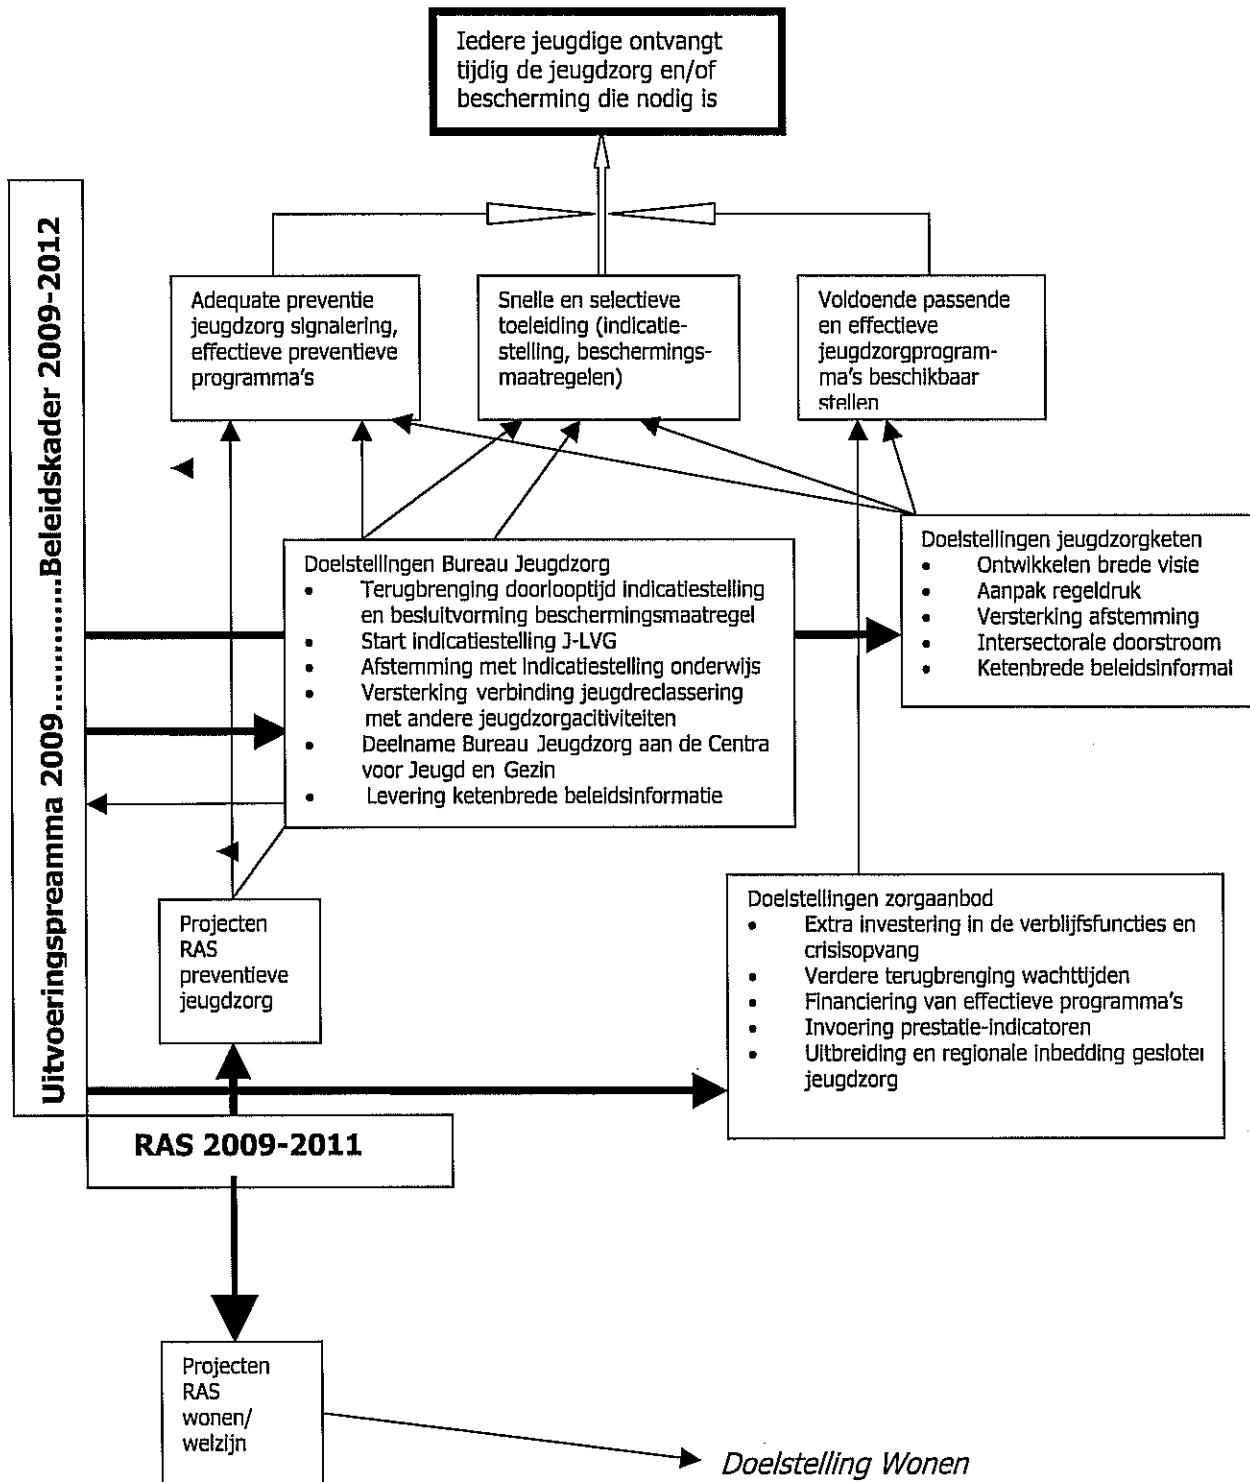 Iedere jeugdige ontvangt
tijdig de jeugdzorg en/of
bescherming die nodig is
Uitvoeringspreamma 2009............Beleidskader 2009-2012
Adequate preventie
jeugdzorg signalering,
effectieve preventieve
programma's
Snelle en selectieve
toeleiding (indicatie-
stelling, beschermings-
maatregelen)
Voldoende passende
en effectieve
jeugdzorgprogram-
ma's beschikbaar
stellen
Doelstellingen Bureau Jeugdzorg
• Terugbrenging doorlooptijd indicatiestelling
en besluitvorming beschermingsmaatregel
• Start indicatiestelling J-LVG
• Afstemming met indicatiestelling onderwijs
• Versterking verbinding jeugdreclassering
met andere jeugdzorgacitiviteiten
• Deelname Bureau Jeugdzorg aan de Centra
voor Jeugd en Gezin
• Levering ketenbrede beleidsinformatie
Doelstellingen jeugdzorgketen
• Ontwikkelen brede visie
• Aanpak regeldruk
• Versterking afstemming
• Intersectorale doorstroom
• Ketenbrede beleidsinformal
Projecten
RAS
preventieve
jeugdzorg
Doelstellingen zorgaanbod
• Extra investering in de verblijfsfuncties en
crisisopvang
• Verdere terugbrenging wachttijden
• Financiering van effectieve programma's
• Invoering prestatie-indicatoren
• Uitbreiding en regionale inbedding geslotei
jeugdzorg
RAS 2009-2011
Projecten
RAS
wonen/
welzijn
Doelstelling Wonen